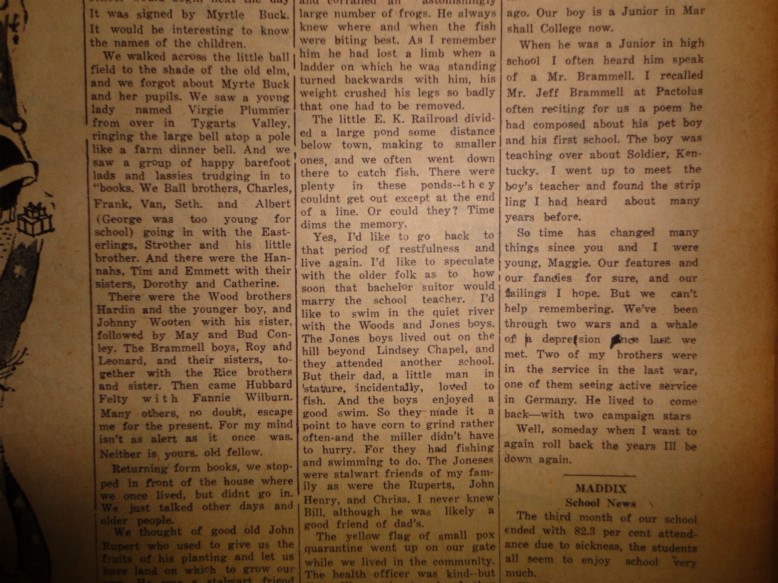 It was signed by Myrtle Buck.
It would be interesting to know
the names of the children.
We walked across the little ball
field to the shade of the old elm,
and we forgot about Myrte Buck
and her pupils. We saw a young
lady named Virgie Plummer
from over in Tygarts Valley,
ringing the large bell atop a pole
like a farm dinner bell. And we
saw a group of happy barefoot
lads and lassies trudging in to
"books. We Ball brothers, Charles,
Frank, Van, Seth. and Albert
(George was too young for
school) going in with the East-
erlings, Strother and his little
brother. And there were the Han-
nahs, Tim and Emmett with their
sisters, Dorothy and Catherine.
There were the Wood brothers
Hardin and the younger boy, and
Johnny Wooten with his sister,
followed by May and Bud Con-
ley. The Brammell boys, Roy and
Leonard, and their sisters, to-
gether with the Rice brothers
and sister. Then came Hubbard
Felty with Fannie Wilburn.
Many others, no doubt, escape
me for the present. For my mind
isn't as alert as it once was.
Neither is yours. old fellow.
Returning form books, we stop-
ped in front of the house where
we once lived, but didnt go in.
We just talked other days and
older people.
We thought of good old John
Rupert who used to give us the
fruits of his planting and let us
have land on which to grow our
He was a stalwart friend
and corralled an astonishingly
large number of frogs. He always
knew where and when the fish
were biting best. As I remember
him he had lost a limb when a
ladder on which he was standing
turned backwards with him, his
weight crushed his legs so badly
that one had to be removed.
The little E. K. Railroad divid-
ed a large pond some distance
below town, making to smaller
ones, and we often went down
there to catch fish. There were
plenty in these ponds--they
couldnt get out except at the end
of a line. Or could they? Time
dims the memory.
Yes, I'd like to go back to
that period of restfulness and
live again. I'd like to speculate
with the older folk as to how
soon that bachelor suitor would
marry the school teacher. I'd
like to swim in the quiet river
with the Woods and Jones boys.
The Jones boys lived out on the
hill beyond Lindsey Chapel, and
they attended another school.
But their dad, a little man in
stature, incidentally, loved to
fish. And the boys enjoyed a
good swim. So they made it a
point to have corn to grind rather
often-and the miller didn't have
to hurry. For they had fishing
and swimming to do. The Joneses
were stalwart friends of my fam-
ily as were the Ruperts, John
Henry, and Chriss. I never knew
Bill, although he was likely a
good friend of dad's.
The yellow flag of small pox
quarantine went up on our gate
while we lived in the community.
The health officer was kind--but
ago. Our boy is a Junior in Mar
shall College now.
When he was a Junior in high
school I often heard him speak
of a Mr. Brammell. I recalled
Mr. Jeff Brammell at Pactolus
often reciting for us a poem he
had composed about his pet boy
and his first school. The boy was
teaching over about Soldier, Ken-
tucky. I went up to meet the
boy's teacher and found the strip
ling I had heard about many
years before.
So time has changed many
things since you and I were
young, Maggie. Our features and
our fancies for sure, and our
failings I hope. But we can't
help remembering. We've been
through two wars and a whale
of a depression since last we
met. Two of my brothers were
in the service in the last war,
one of them seeing active service
in Germany. He lived to come
back—with two campaign stars
Well, someday when I want to
again roll back the years Ill be
down again.
MADDIX
School News
The third month of our school
ended with 82.3 per cent attend-
ance due to sickness, the students
all seem to enjoy school very
much.